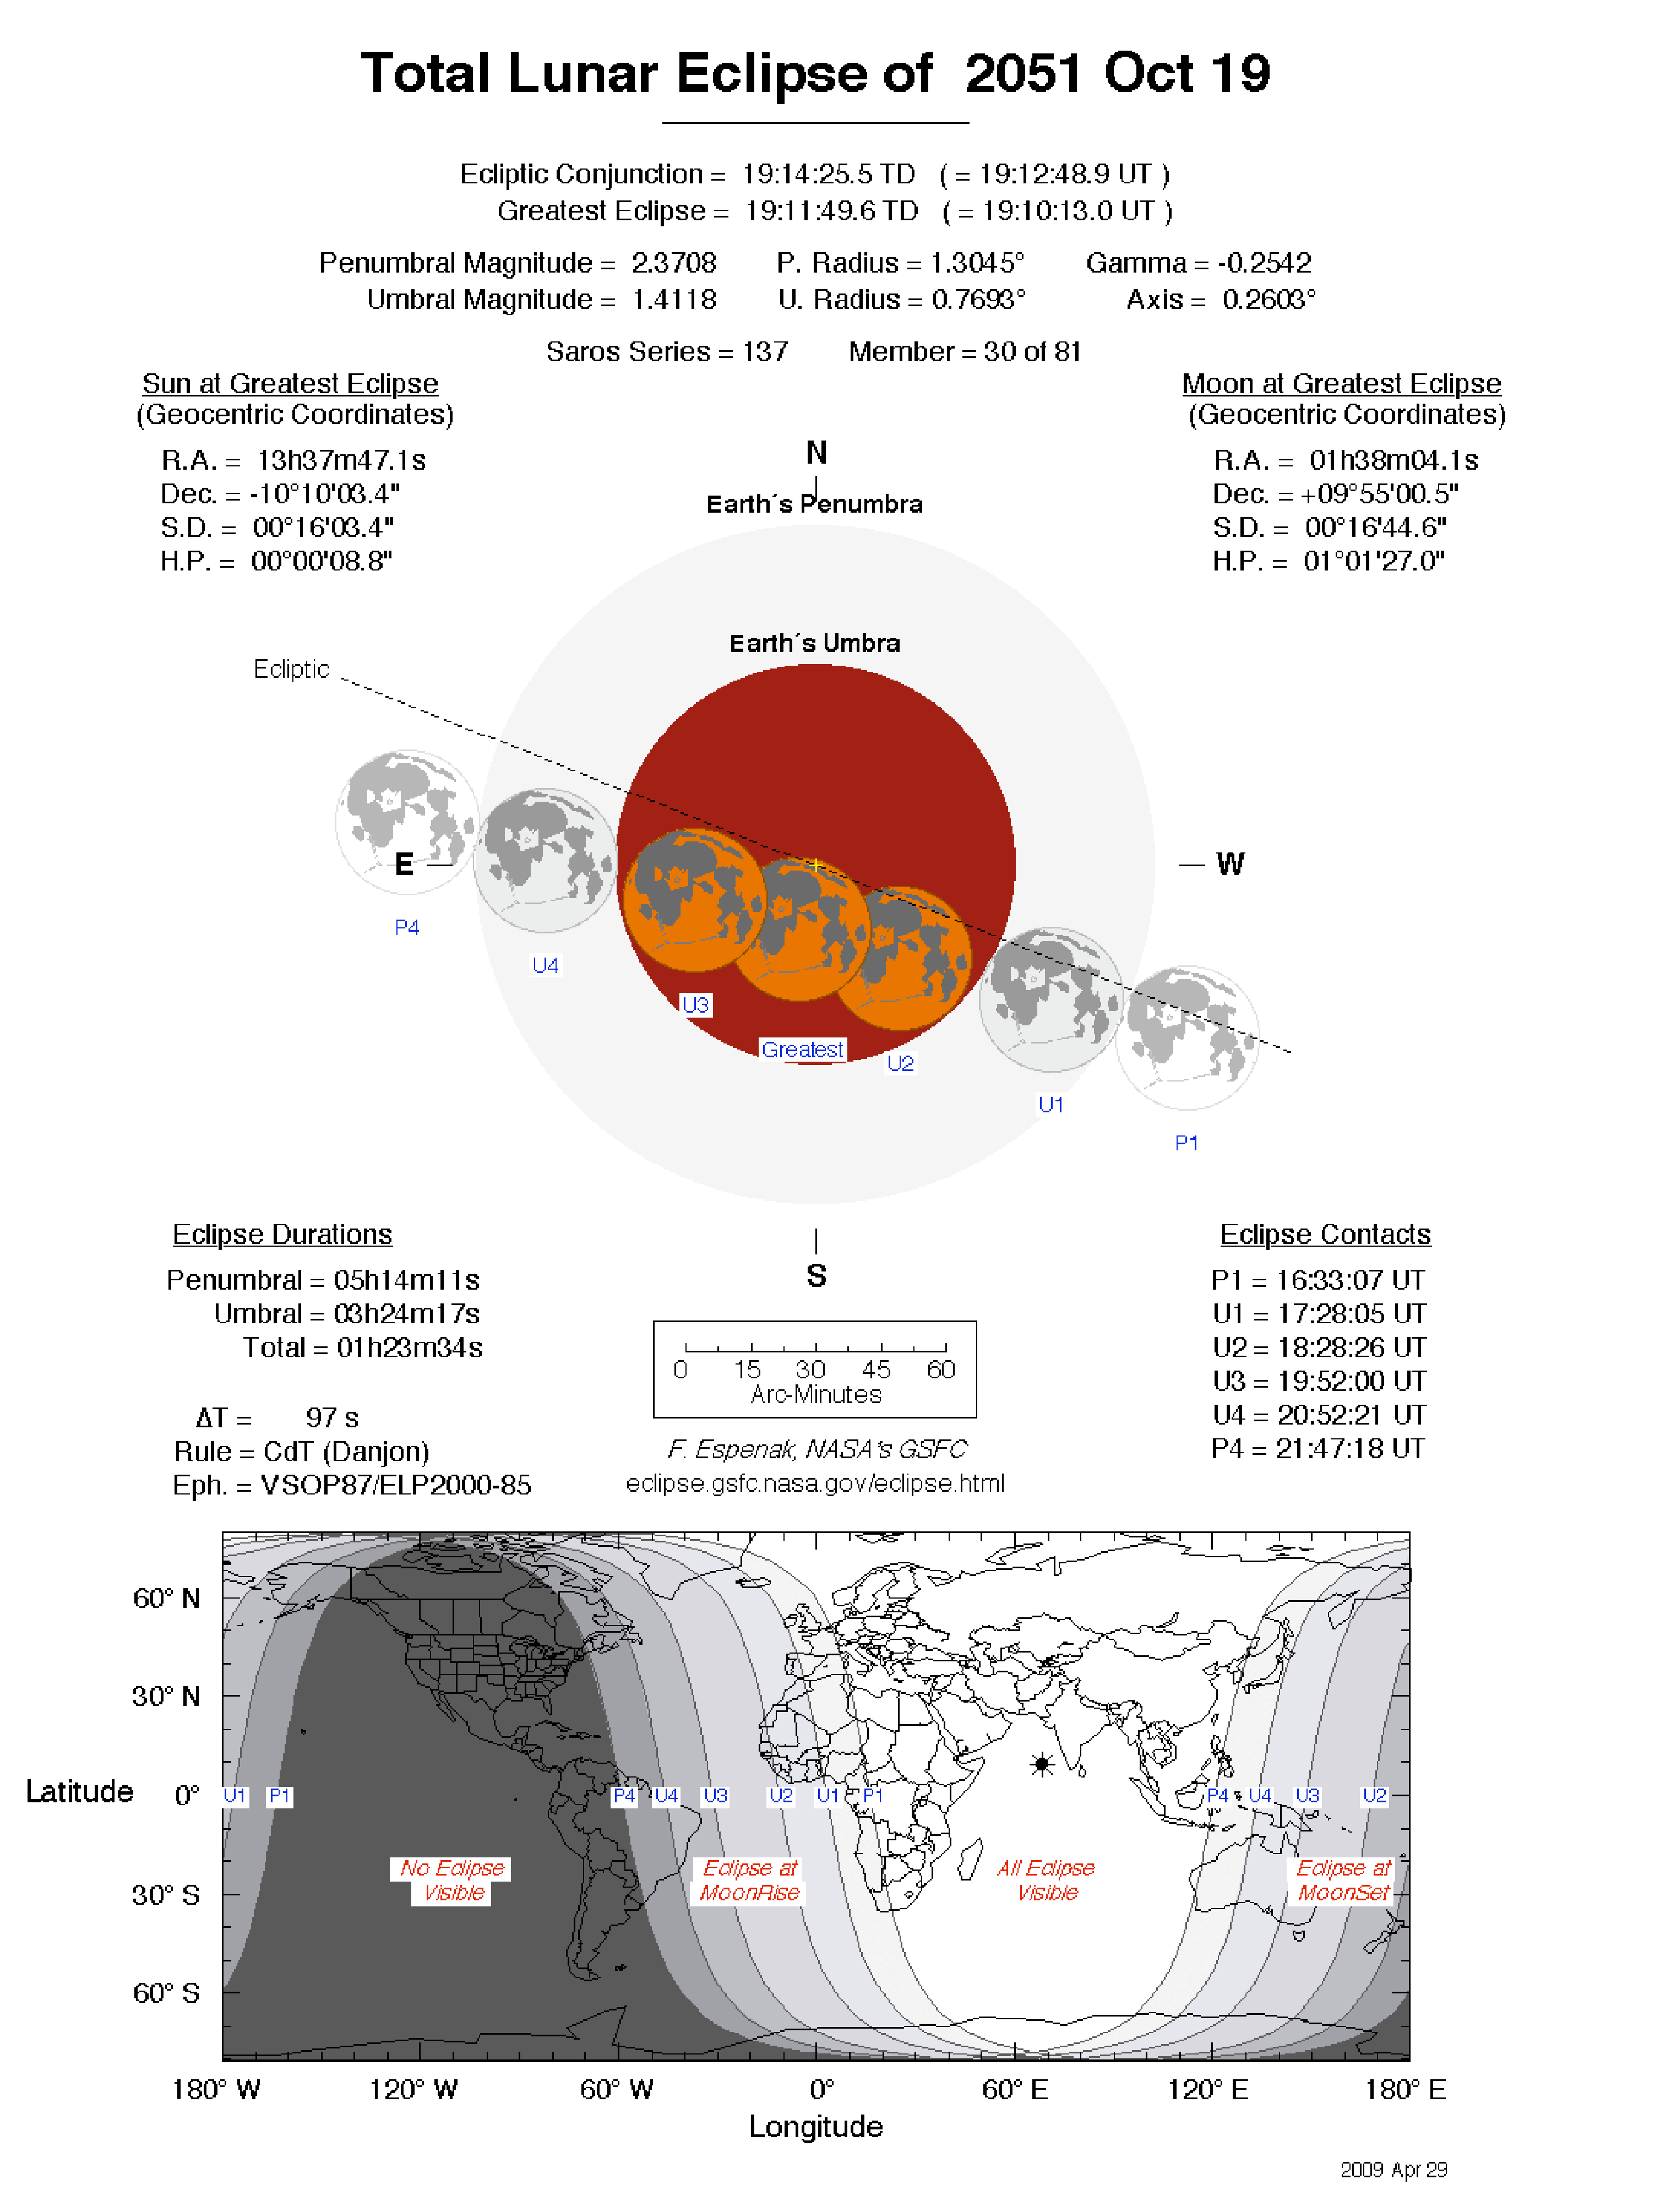 Total Lunar Eclipse of 2051 Oct 19
Ecliptic Conjunction = 19:14:25.5 TD ( = 19:12:48.9 UT )
Greatest Eclipse = 19:11:49.6 TD ( = 19:10:13.0 UT )
Penumbral Magnitude = 2.3708 P. Radius = 1.3045° Gamma = -0.2542
Umbral Magnitude = 1.4118 U. Radius = 0.7693° Axis = 0.2603°
Saros Series = 137 Member = 30 of 81
Sun at Greatest Eclipse
(Geocentric Coordinates)
R.A. = 13h37m47.1s
Dec. = -10°10'03.4"
S.D. = 00°16'03.4"
H.P. = 00°00'08.8"
Moon at Greatest Eclipse
(Geocentric Coordinates)
R.A. = 01h38m04.1s
Dec. = +09°55'00.5"
S.D. = 00°16'44.6"
H.P. = 01°01'27.0"
N
Earth´s Penumbra
Earth´s Umbra
Ecliptic
E
W
P4
U4
U3
Greatest
U2
U1
P1
S
Eclipse Durations
Penumbral = 05h14m11s
Umbral = 03h24m17s
Total = 01h23m34s
ΔT = 97 s
Rule = CdT (Danjon)
Eph. = VSOP87/ELP2000-85
0 15 30 45 60
Arc-Minutes
F. Espenak, NASA's GSFC
eclipse.gsfc.nasa.gov/eclipse.html
Eclipse Contacts
P1 = 16:33:07 UT
U1 = 17:28:05 UT
U2 = 18:28:26 UT
U3 = 19:52:00 UT
U4 = 20:52:21 UT
P4 = 21:47:18 UT
60° N
30° N
Latitude 0°
30° S
60° S
U1 P1 P4 U4 U3 U2 U1 P1 P4 U4 U3 U2
No Eclipse
Visible
Eclipse at
MoonRise
All Eclipse
Visible
Eclipse at
MoonSet
180° W 120° W 60° W 0° 60° E 120° E 180° E
Longitude
2009 Apr 29